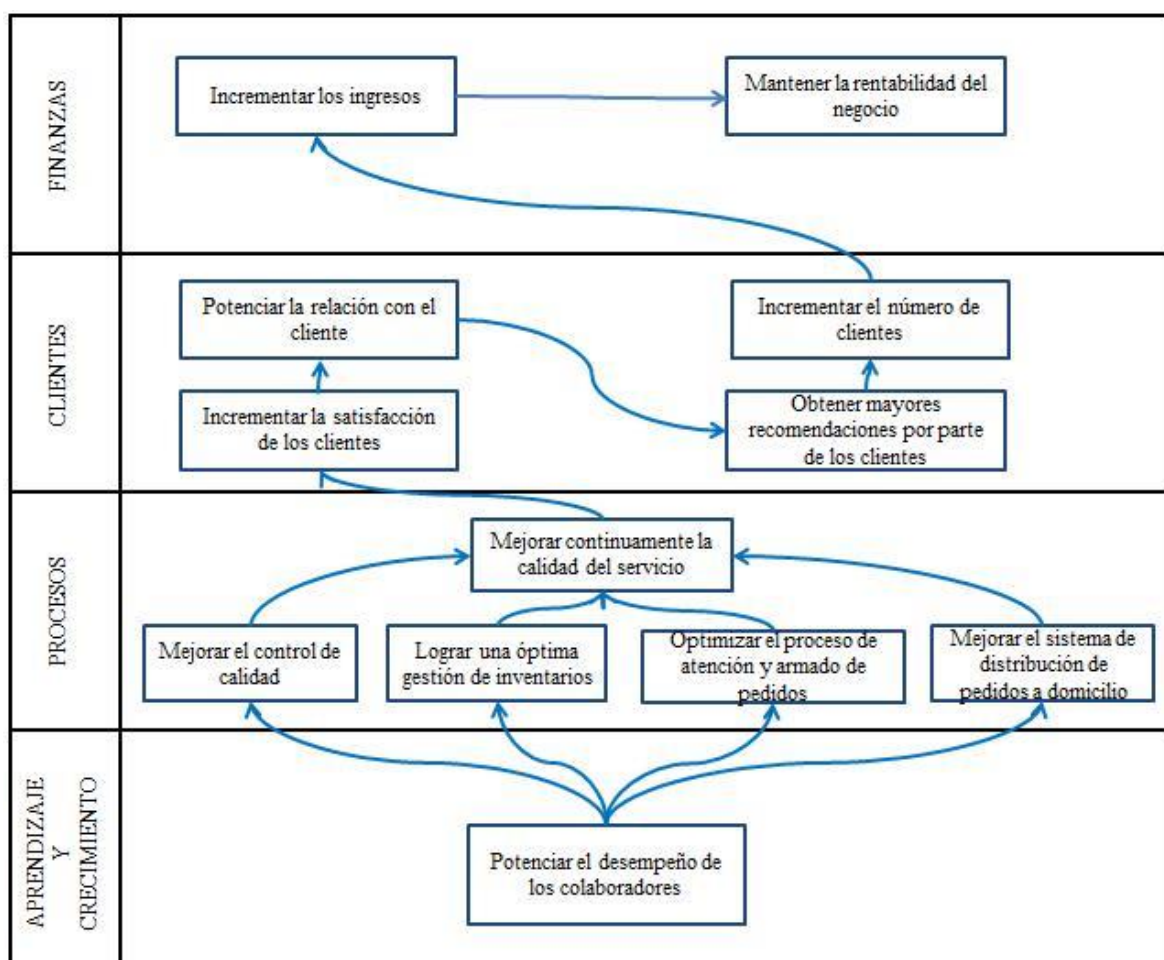 FINANZAS
Incrementar los ingresos
Mantener la rentabilidad del
negocio
CLIENTES
Potenciar la relación con el
cliente
Incrementar el número de
clientes
Incrementar la satisfacción
de los clientes
Obtener mayores
recomendaciones por parte
de los clientes
PROCESOS
Mejorar continuamente la
calidad del servicio
Mejorar el control de
calidad
Lograr una óptima
gestión de inventarios
Optimizar el proceso de
atención y armado de
pedidos
Mejorar el sistema de
distribución de
pedidos a domicilio
APRENDIZAJE
Y
CRECIMIENTO
Potenciar el desempeño de
los colaboradores